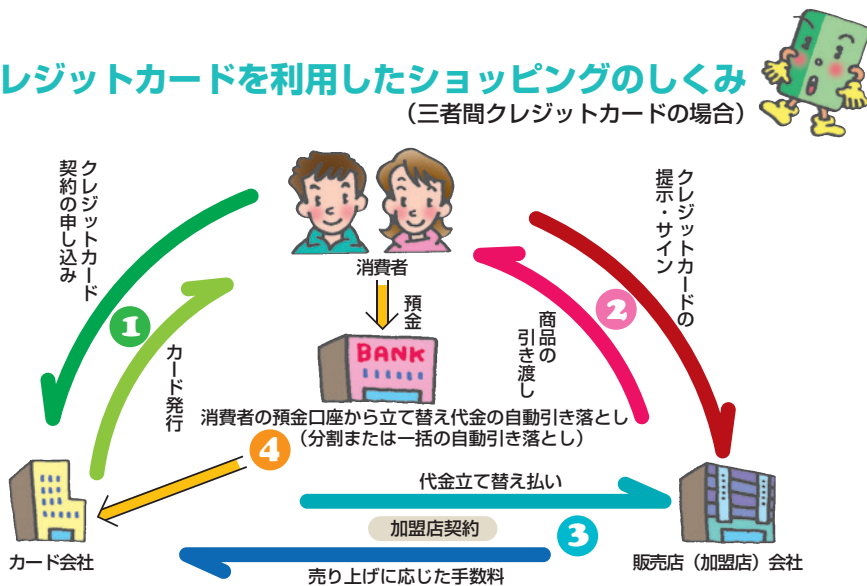 レジットカードを利用したショッピングのしくみ
（三者間クレジットカードの場合）
クレジットカード
契約の申し込み
クレジットカードの
提示・サイン
消費者
1
2
預金
商品の
引き渡し
カード発行
BANK
消費者の預金口座から立て替え代金の自動引き落とし
（分割または一括の自動引き落とし）
4
代金立て替え払い
加盟店契約
3
カード会社
販売店（加盟店）会社
売り上げに応じた手数料